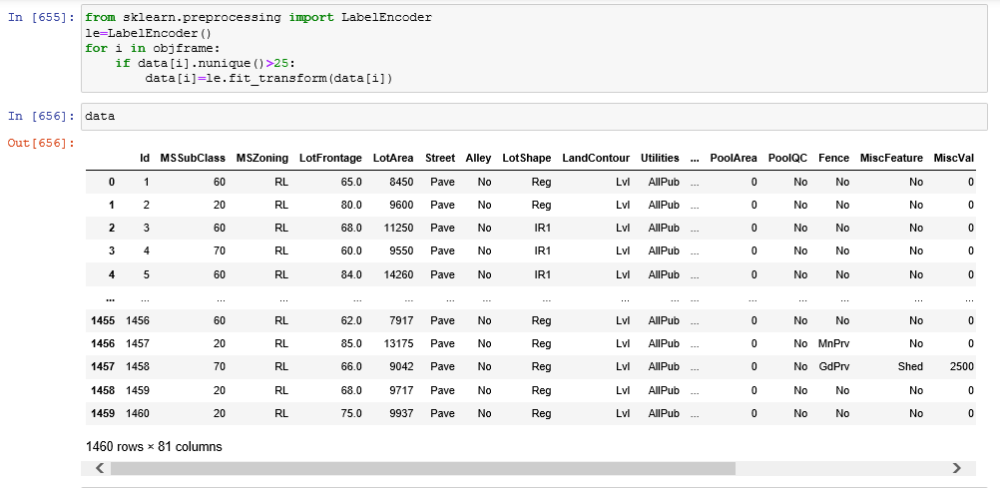 In [655]: from sklearn.preprocessing import LabelEncoder
le=LabelEncoder()
for i in objframe:
    if data[i].nunique()>25:
        data[i]=le.fit_transform(data[i])
In [656]: data
Out[656]:
Id MSSubClass MSZoning LotFrontage LotArea Street Alley LotShape LandContour Utilities ... PoolArea PoolQC Fence MiscFeature MiscVal
0 1 60 RL 65.0 8450 Pave No Reg Lvl AllPub ... 0 No No No 0
1 2 20 RL 80.0 9600 Pave No Reg Lvl AllPub ... 0 No No No 0
2 3 60 RL 68.0 11250 Pave No IR1 Lvl AllPub ... 0 No No No 0
3 4 70 RL 60.0 9550 Pave No IR1 Lvl AllPub ... 0 No No No 0
4 5 60 RL 84.0 14260 Pave No IR1 Lvl AllPub ... 0 No No No 0
... ... ... ... ... ... ... ... ... ... ... ... ... ... ... ... ...
1455 1456 60 RL 62.0 7917 Pave No Reg Lvl AllPub ... 0 No No No 0
1456 1457 20 RL 85.0 13175 Pave No Reg Lvl AllPub ... 0 No MnPrv No 0
1457 1458 70 RL 66.0 9042 Pave No Reg Lvl AllPub ... 0 No GdPrv Shed 2500
1458 1459 20 RL 68.0 9717 Pave No Reg Lvl AllPub ... 0 No No No 0
1459 1460 20 RL 75.0 9937 Pave No Reg Lvl AllPub ... 0 No No No 0
1460 rows × 81 columns